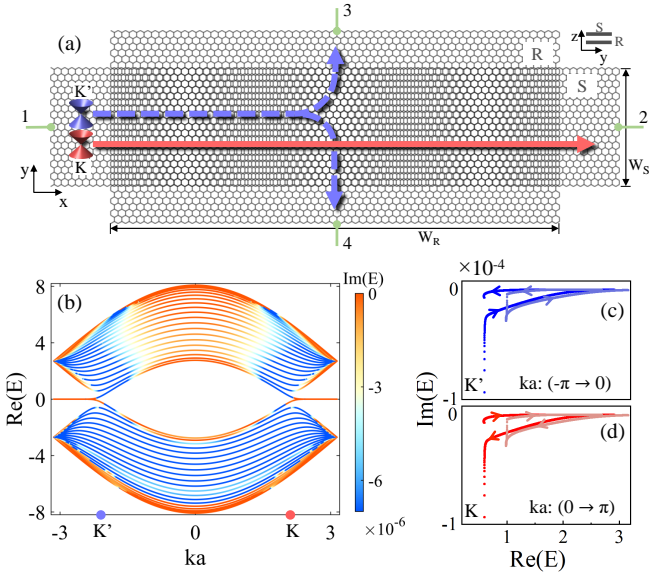 (a)
3
S
z
R
y
R
S
K'
1
2
K
y
x
W_S
W_R
4
(b)
Im(E)
0
-3
-6
×10^-6
8
4
0
-4
-8
Re(E)
-3
K'
0
K
3
ka
×10^-4
0
(c)
K'
ka: (-π → 0)
-1
0
(d)
K
ka: (0 → π)
-1
Im(E)
1
2
3
Re(E)